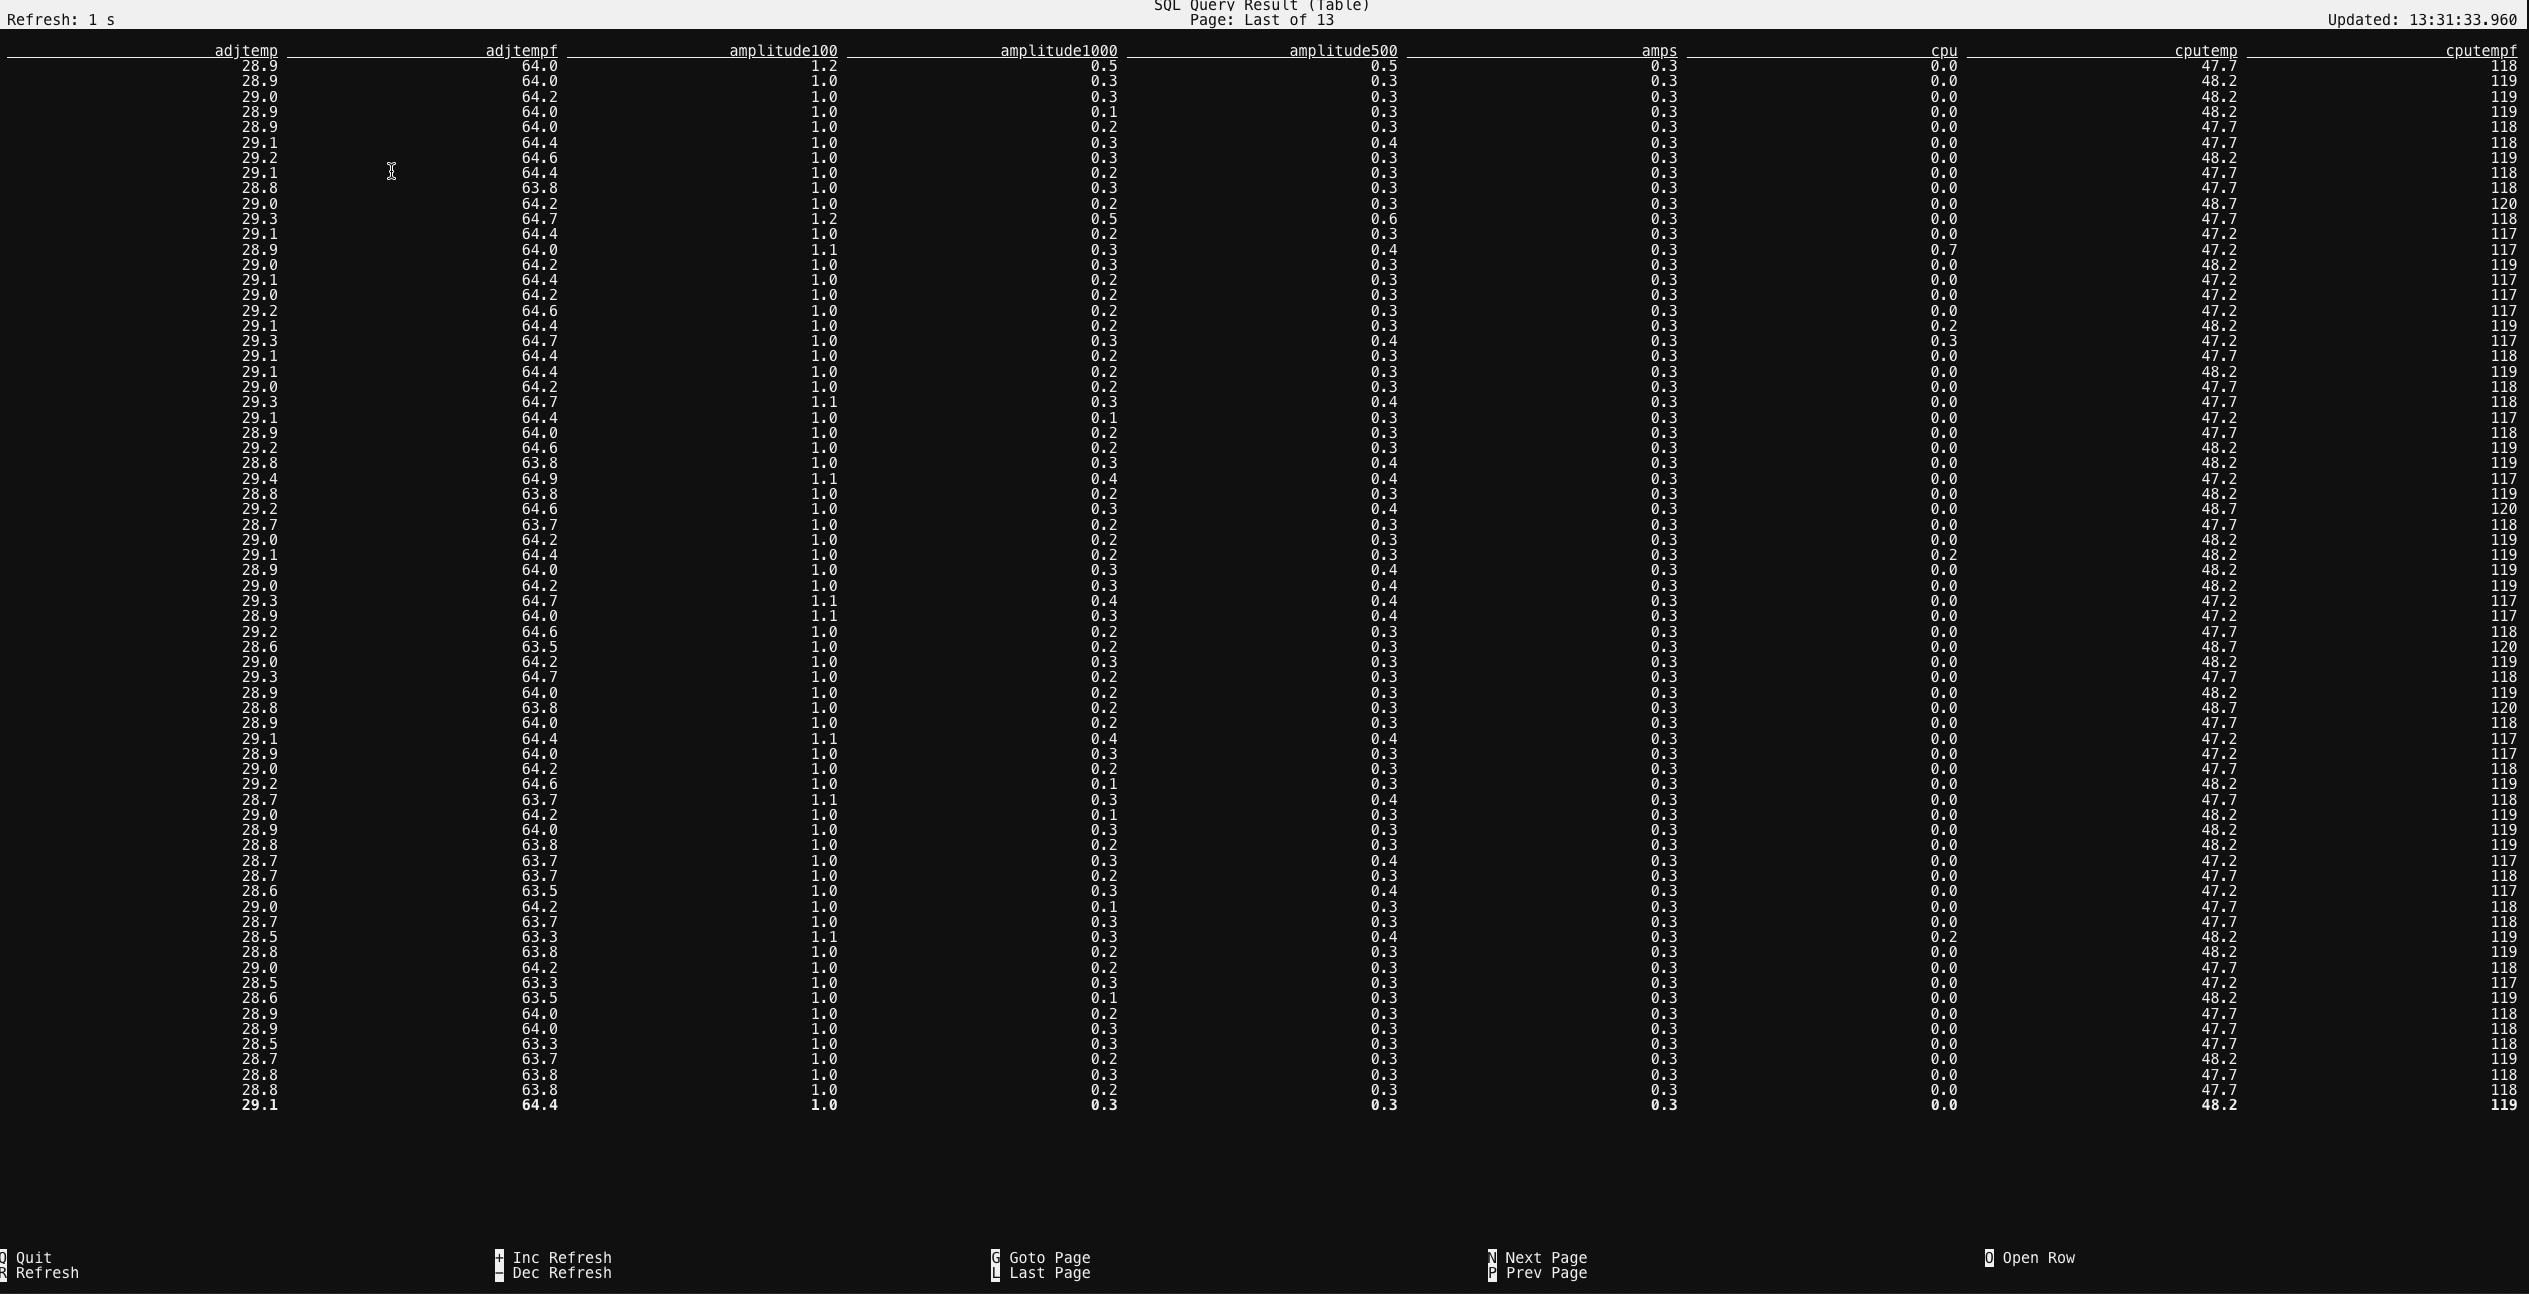 SQL Query Result (Table)
Refresh: 1 s Page: Last of 13 Updated: 13:31:33.960
adjtemp adjtempf amplitude100 amplitude1000 amplitude500 amps cpu cputemp cputempf
28.9 64.0 1.2 0.5 0.5 0.3 0.0 47.7 118
28.9 64.0 1.0 0.3 0.3 0.3 0.0 48.2 119
29.0 64.2 1.0 0.3 0.3 0.3 0.0 48.2 119
28.9 64.0 1.0 0.1 0.3 0.3 0.0 48.2 119
28.9 64.0 1.0 0.2 0.3 0.3 0.0 47.7 118
29.1 64.4 1.0 0.3 0.4 0.3 0.0 47.7 118
29.2 64.6 1.0 0.3 0.3 0.3 0.0 48.2 119
29.1 64.4 1.0 0.2 0.3 0.3 0.0 47.7 118
28.8 63.8 1.0 0.3 0.3 0.3 0.0 47.7 118
29.0 64.2 1.0 0.2 0.3 0.3 0.0 48.7 120
29.3 64.7 1.2 0.5 0.6 0.3 0.0 47.7 118
29.1 64.4 1.0 0.2 0.3 0.3 0.0 47.2 117
28.9 64.0 1.1 0.3 0.4 0.3 0.7 47.2 117
29.0 64.2 1.0 0.3 0.3 0.3 0.0 48.2 119
29.1 64.4 1.0 0.2 0.3 0.3 0.0 47.2 117
29.0 64.2 1.0 0.2 0.3 0.3 0.0 47.2 117
29.2 64.6 1.0 0.2 0.3 0.3 0.0 47.2 117
29.1 64.4 1.0 0.2 0.3 0.3 0.2 48.2 119
29.3 64.7 1.0 0.3 0.4 0.3 0.3 47.2 117
29.1 64.4 1.0 0.2 0.3 0.3 0.0 47.7 118
29.1 64.4 1.0 0.2 0.3 0.3 0.0 48.2 119
29.0 64.2 1.0 0.2 0.3 0.3 0.0 47.7 118
29.3 64.7 1.1 0.3 0.4 0.3 0.0 47.7 118
29.1 64.4 1.0 0.1 0.3 0.3 0.0 47.2 117
28.9 64.0 1.0 0.2 0.3 0.3 0.0 47.7 118
29.2 64.6 1.0 0.2 0.3 0.3 0.0 48.2 119
28.8 63.8 1.0 0.3 0.4 0.3 0.0 48.2 119
29.4 64.9 1.1 0.4 0.4 0.3 0.0 47.2 117
28.8 63.8 1.0 0.2 0.3 0.3 0.0 48.2 119
29.2 64.6 1.0 0.3 0.4 0.3 0.0 48.7 120
28.7 63.7 1.0 0.2 0.3 0.3 0.0 47.7 118
29.0 64.2 1.0 0.2 0.3 0.3 0.0 48.2 119
29.1 64.4 1.0 0.2 0.3 0.3 0.2 48.2 119
28.9 64.0 1.0 0.3 0.4 0.3 0.0 48.2 119
29.0 64.2 1.0 0.3 0.4 0.3 0.0 48.2 119
29.3 64.7 1.1 0.4 0.4 0.3 0.0 47.2 117
28.9 64.0 1.1 0.3 0.4 0.3 0.0 47.2 117
29.2 64.6 1.0 0.2 0.3 0.3 0.0 47.7 118
28.6 63.5 1.0 0.2 0.3 0.3 0.0 48.7 120
29.0 64.2 1.0 0.3 0.3 0.3 0.0 48.2 119
29.3 64.7 1.0 0.2 0.3 0.3 0.0 47.7 118
28.9 64.0 1.0 0.2 0.3 0.3 0.0 48.2 119
28.8 63.8 1.0 0.2 0.3 0.3 0.0 48.7 120
28.9 64.0 1.0 0.2 0.3 0.3 0.0 47.7 118
29.1 64.4 1.1 0.4 0.4 0.3 0.0 47.2 117
28.9 64.0 1.0 0.3 0.3 0.3 0.0 47.2 117
29.0 64.2 1.0 0.2 0.3 0.3 0.0 47.7 118
29.2 64.6 1.0 0.1 0.3 0.3 0.0 48.2 119
28.7 63.7 1.1 0.3 0.4 0.3 0.0 47.7 118
29.0 64.2 1.0 0.1 0.3 0.3 0.0 48.2 119
28.9 64.0 1.0 0.3 0.3 0.3 0.0 48.2 119
28.8 63.8 1.0 0.2 0.3 0.3 0.0 48.2 119
28.7 63.7 1.0 0.3 0.4 0.3 0.0 47.2 117
28.7 63.7 1.0 0.2 0.3 0.3 0.0 47.7 118
28.6 63.5 1.0 0.3 0.4 0.3 0.0 47.2 117
29.0 64.2 1.0 0.1 0.3 0.3 0.0 47.7 118
28.7 63.7 1.0 0.3 0.3 0.3 0.0 47.7 118
28.5 63.3 1.1 0.3 0.4 0.3 0.2 48.2 119
28.8 63.8 1.0 0.2 0.3 0.3 0.0 48.2 119
29.0 64.2 1.0 0.2 0.3 0.3 0.0 47.7 118
28.5 63.3 1.0 0.3 0.3 0.3 0.0 47.2 117
28.6 63.5 1.0 0.1 0.3 0.3 0.0 48.2 119
28.9 64.0 1.0 0.2 0.3 0.3 0.0 47.7 118
28.9 64.0 1.0 0.3 0.3 0.3 0.0 47.7 118
28.5 63.3 1.0 0.3 0.3 0.3 0.0 47.7 118
28.7 63.7 1.0 0.2 0.3 0.3 0.0 48.2 119
28.8 63.8 1.0 0.3 0.3 0.3 0.0 47.7 118
28.8 63.8 1.0 0.2 0.3 0.3 0.0 47.7 118
29.1 64.4 1.0 0.3 0.3 0.3 0.0 48.2 119
Q Quit + Inc Refresh G Goto Page N Next Page O Open Row
R Refresh - Dec Refresh L Last Page P Prev Page